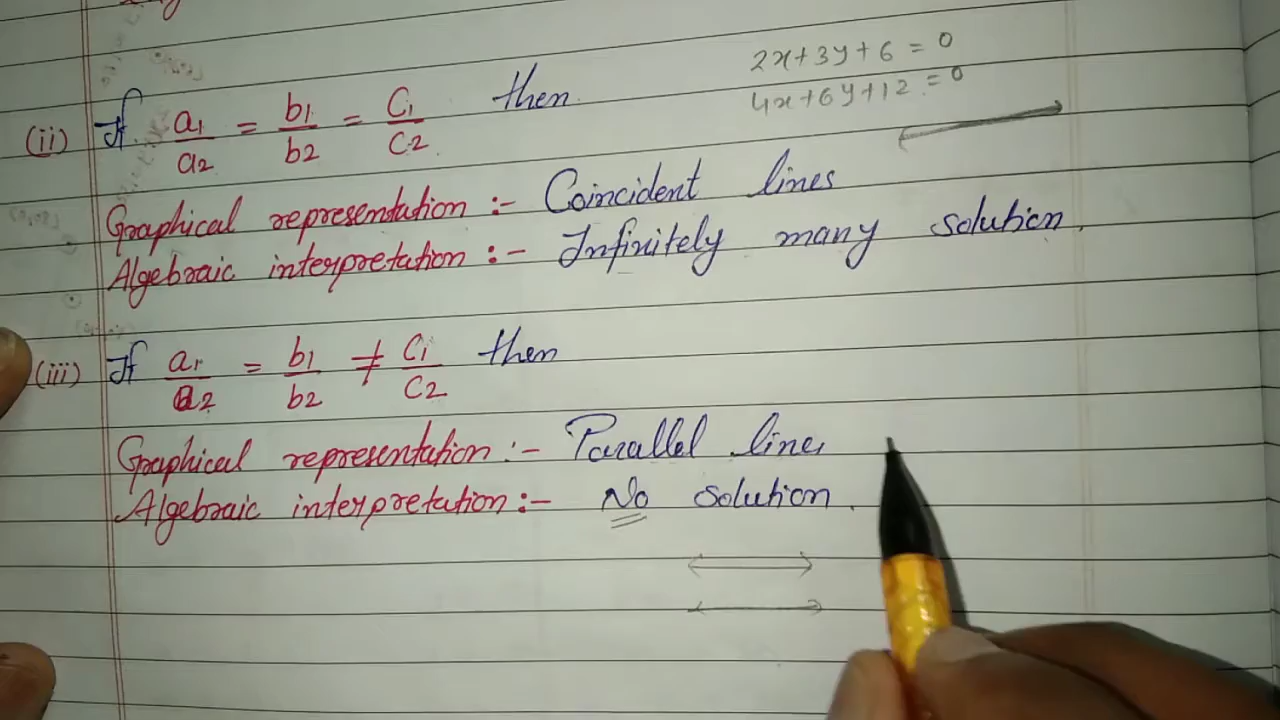 2x+3y+6 = 0
4x+6y+12 = 0
(ii) If a1/a2 = b1/b2 = C1/C2 then
Graphical representation :- Coincident lines
Algebraic interpretation :- Infinitely many solution.
(iii) If a1/a2 = b1/b2 ≠ C1/C2 then
Graphical representation :- Parallel lines
Algebraic interpretation :- No solution.